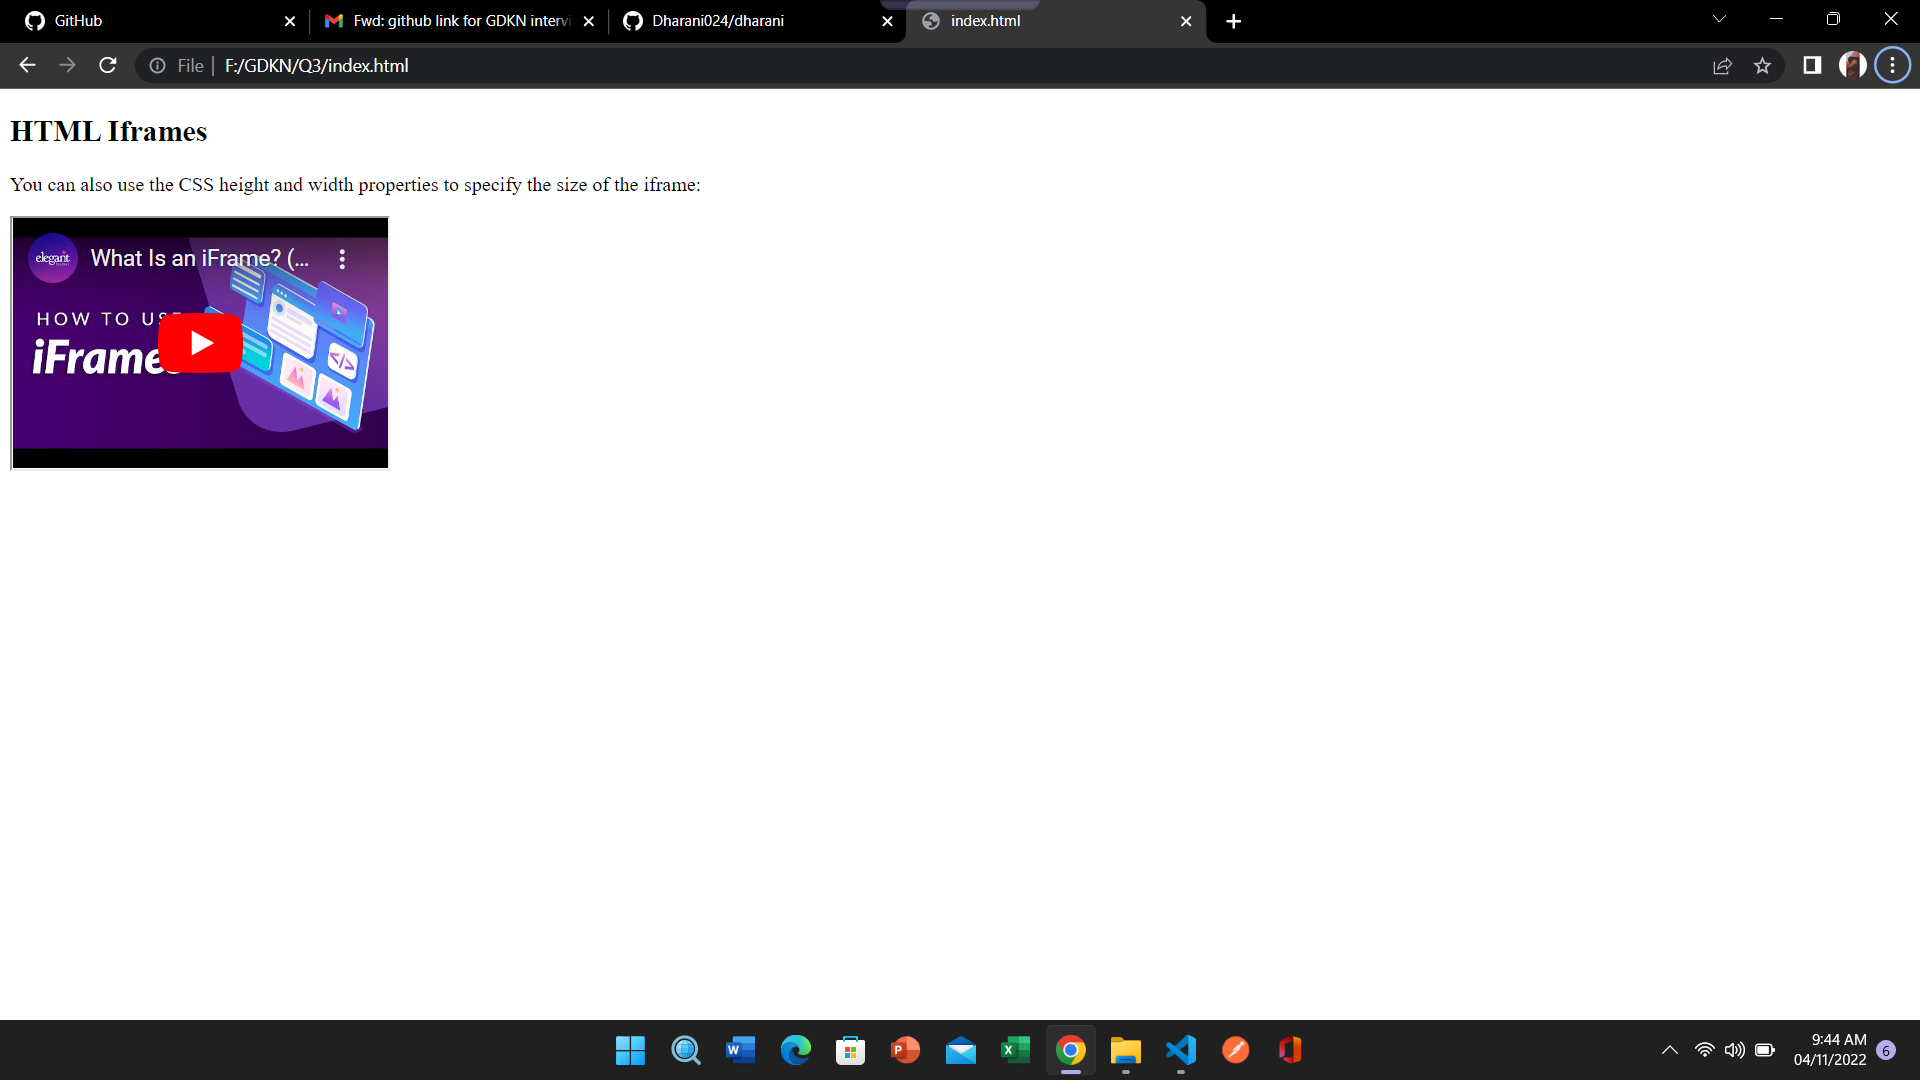 GitHub
Fwd: github link for GDKN intervi
Dharani024/dharani
index.html
File | F:/GDKN/Q3/index.html
HTML Iframes
You can also use the CSS height and width properties to specify the size of the iframe:
elegant
What Is an iFrame? (...
HOW TO USE
iFrame
9:44 AM
04/11/2022
6